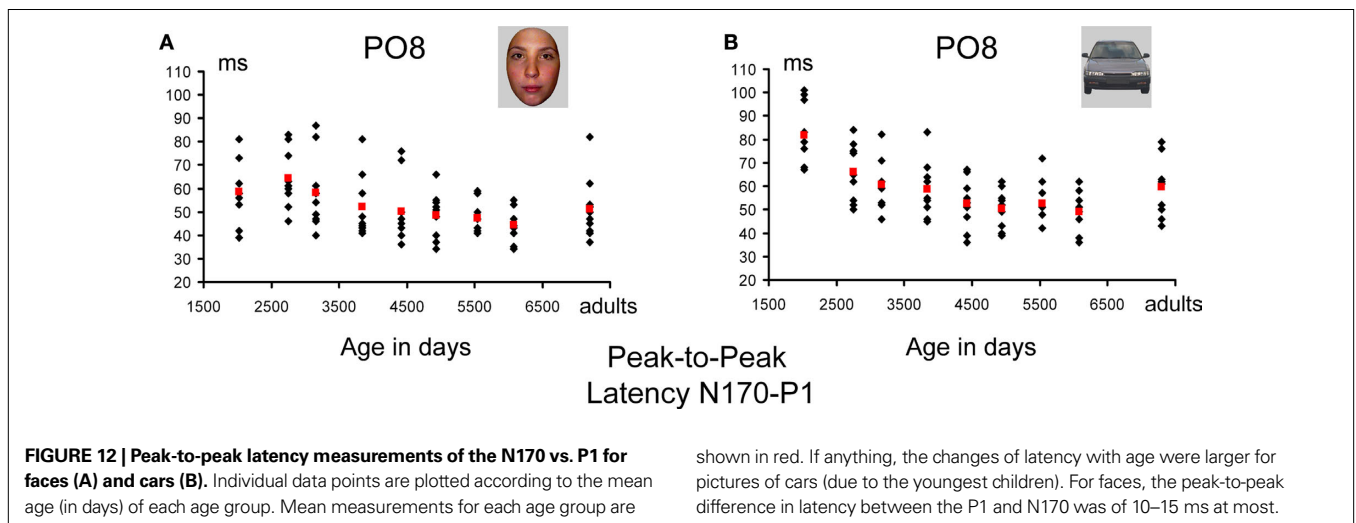 A
PO8
ms
110
100
90
80
70
60
50
40
30
20
1500 2500 3500 4500 5500 6500 adults
Age in days
B
PO8
ms
110
100
90
80
70
60
50
40
30
20
1500 2500 3500 4500 5500 6500 adults
Age in days
Peak-to-Peak
Latency N170-P1
FIGURE 12 | Peak-to-peak latency measurements of the N170 vs. P1 for
faces (A) and cars (B). Individual data points are plotted according to the mean
age (in days) of each age group. Mean measurements for each age group are
shown in red. If anything, the changes of latency with age were larger for
pictures of cars (due to the youngest children). For faces, the peak-to-peak
difference in latency between the P1 and N170 was of 10–15 ms at most.